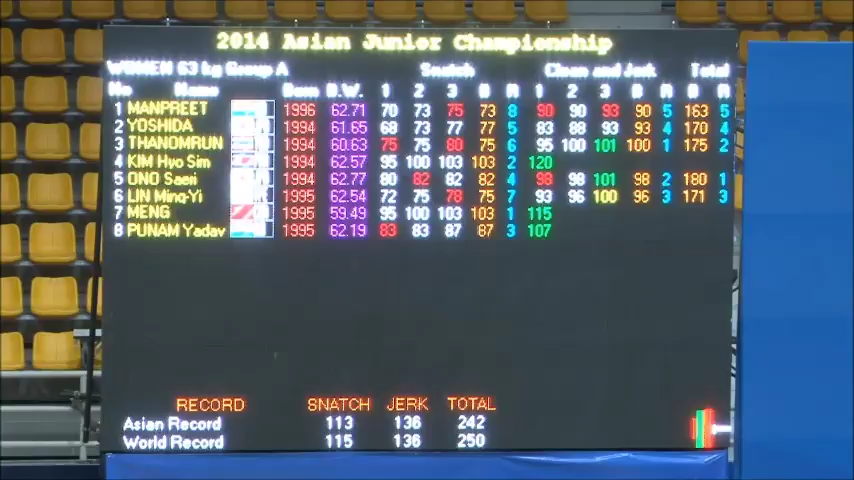 2014 Asian Junior Championship
WOMEN 63 kg Group A Snatch Clean and Jerk Total
No Name Born B.W. 1 2 3 B R 1 2 3 B R B R
1 MANPREET 1996 62.71 70 73 75 73 8 90 90 93 90 5 163 5
2 YOSHIDA 1994 61.65 68 73 77 77 5 83 88 93 93 4 170 4
3 THANOMRUN 1994 60.63 75 75 80 75 6 95 100 101 100 1 175 2
4 KIM Hyo Sim 1994 62.57 95 100 103 103 2 120
5 ONO Saeri 1994 62.77 80 82 82 82 4 98 98 101 98 2 180 1
6 LIN Ming-Yi 1995 62.54 72 75 78 75 7 93 96 100 96 3 171 3
7 MENG 1995 59.49 95 100 103 103 1 115
8 PUNAM Yadav 1995 62.19 83 83 87 87 3 107
RECORD SNATCH JERK TOTAL
Asian Record 113 136 242
World Record 115 136 250